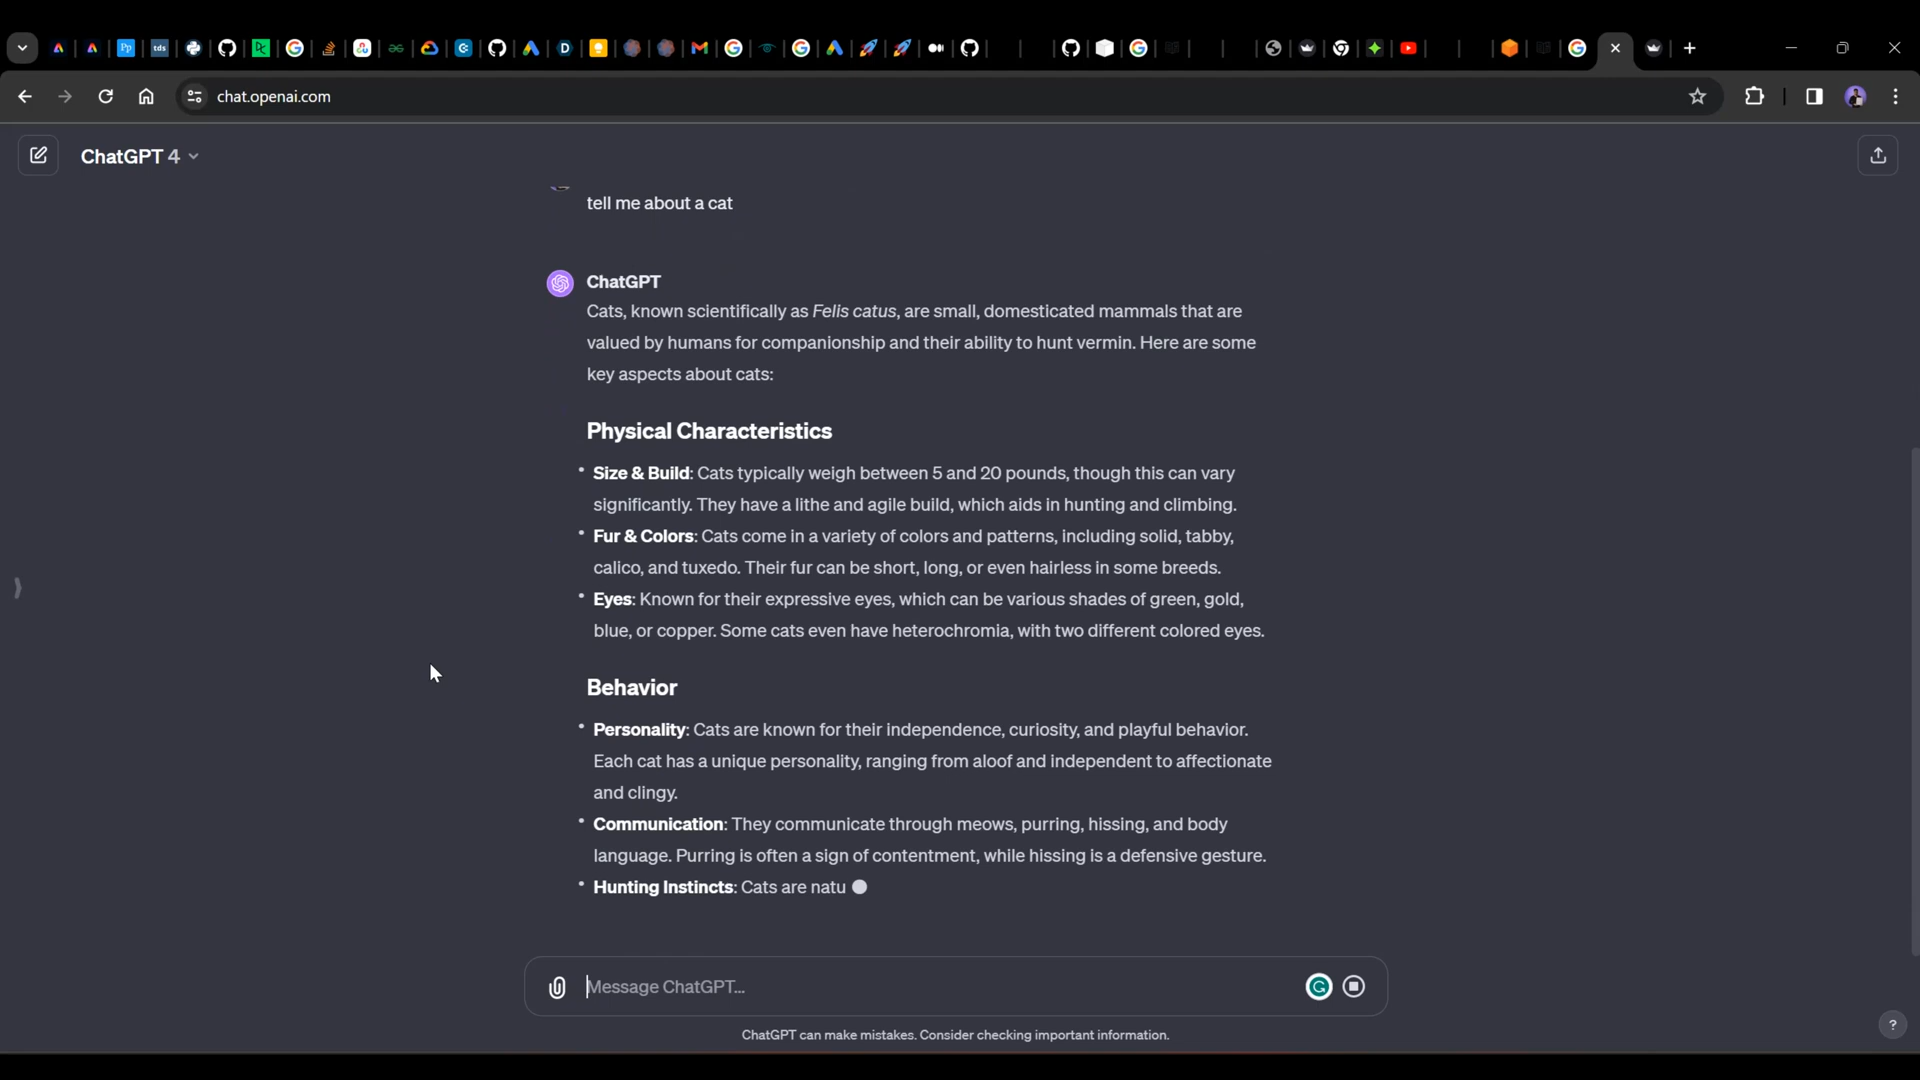 tds
D
chat.openai.com
ChatGPT 4
tell me about a cat
ChatGPT
Cats, known scientifically as Felis catus, are small, domesticated mammals that are
valued by humans for companionship and their ability to hunt vermin. Here are some
key aspects about cats:
Physical Characteristics
• Size & Build: Cats typically weigh between 5 and 20 pounds, though this can vary
significantly. They have a lithe and agile build, which aids in hunting and climbing.
• Fur & Colors: Cats come in a variety of colors and patterns, including solid, tabby,
calico, and tuxedo. Their fur can be short, long, or even hairless in some breeds.
• Eyes: Known for their expressive eyes, which can be various shades of green, gold,
blue, or copper. Some cats even have heterochromia, with two different colored eyes.
Behavior
• Personality: Cats are known for their independence, curiosity, and playful behavior.
Each cat has a unique personality, ranging from aloof and independent to affectionate
and clingy.
• Communication: They communicate through meows, purring, hissing, and body
language. Purring is often a sign of contentment, while hissing is a defensive gesture.
• Hunting Instincts: Cats are natu
Message ChatGPT...
ChatGPT can make mistakes. Consider checking important information.
?